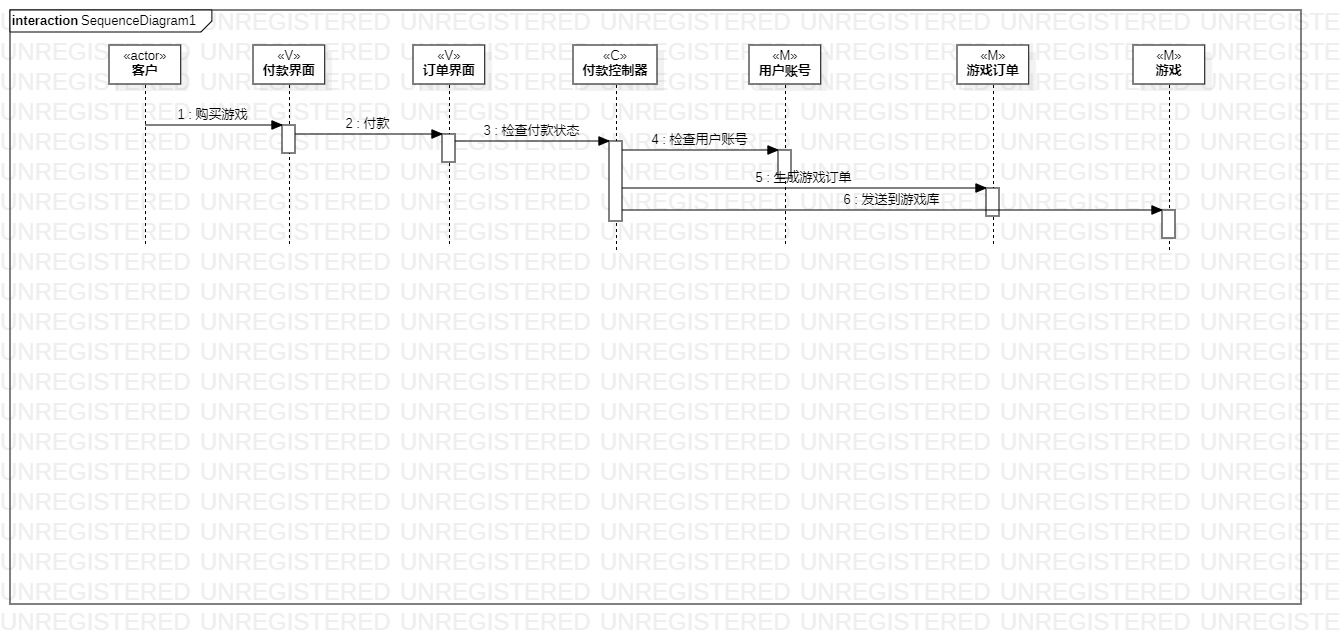 interaction SequenceDiagram1
«actor»
客户
«V»
付款界面
«V»
订单界面
«C»
付款控制器
«M»
用户账号
«M»
游戏订单
«M»
游戏
1 : 购买游戏
2 : 付款
3 : 检查付款状态
4 : 检查用户账号
5 : 生成游戏订单
6 : 发送到游戏库
UNREGISTERED UNREGISTERED UNREGISTERED UNREGISTERED UNREGISTERED UNREGISTERED UNREGISTERED